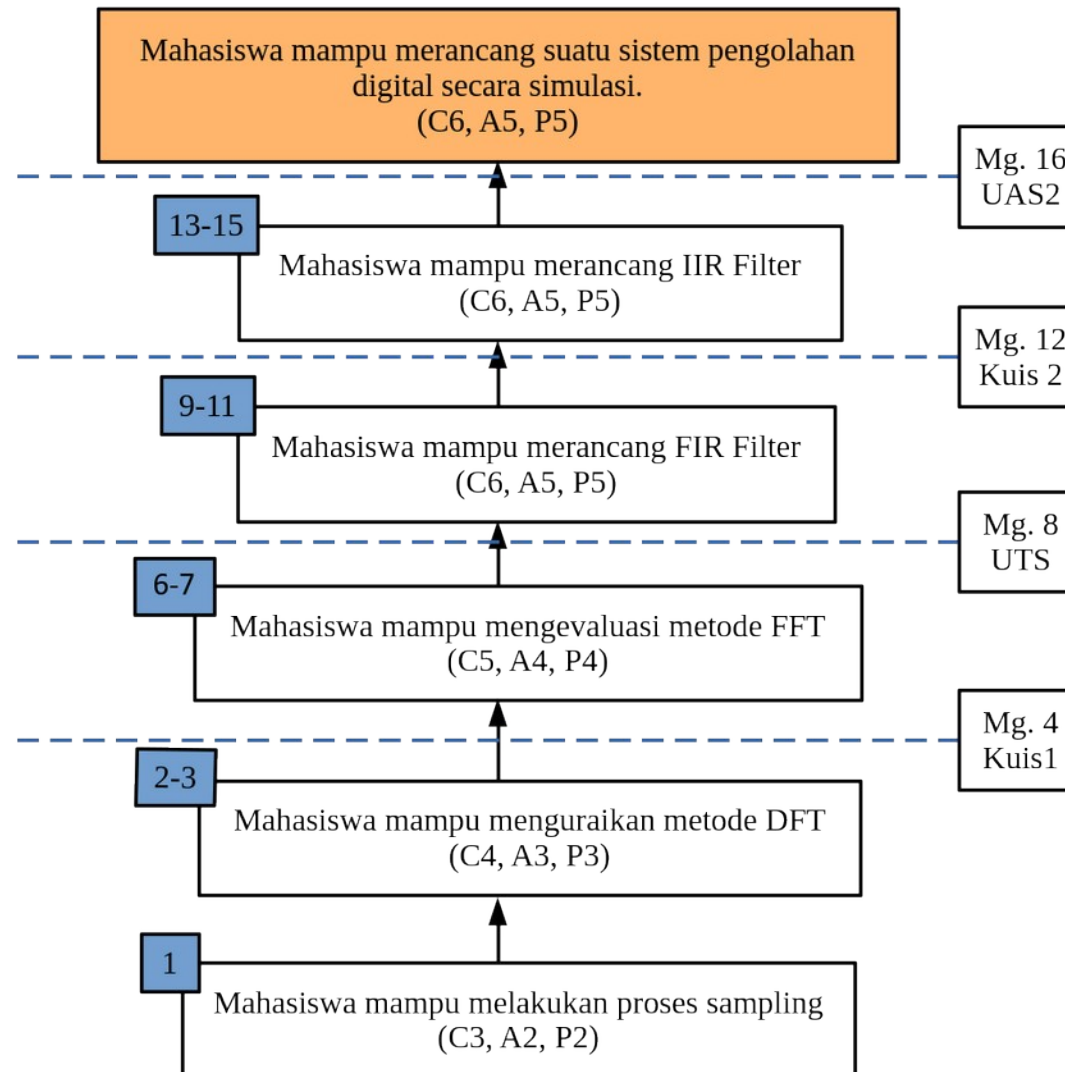 Mahasiswa mampu merancang suatu sistem pengolahan
digital secara simulasi.
(C6, A5, P5)
Mg. 16
UAS2
13-15
Mahasiswa mampu merancang IIR Filter
(C6, A5, P5)
Mg. 12
Kuis 2
9-11
Mahasiswa mampu merancang FIR Filter
(C6, A5, P5)
Mg. 8
UTS
6-7
Mahasiswa mampu mengevaluasi metode FFT
(C5, A4, P4)
Mg. 4
Kuis1
2-3
Mahasiswa mampu menguraikan metode DFT
(C4, A3, P3)
1
Mahasiswa mampu melakukan proses sampling
(C3, A2, P2)